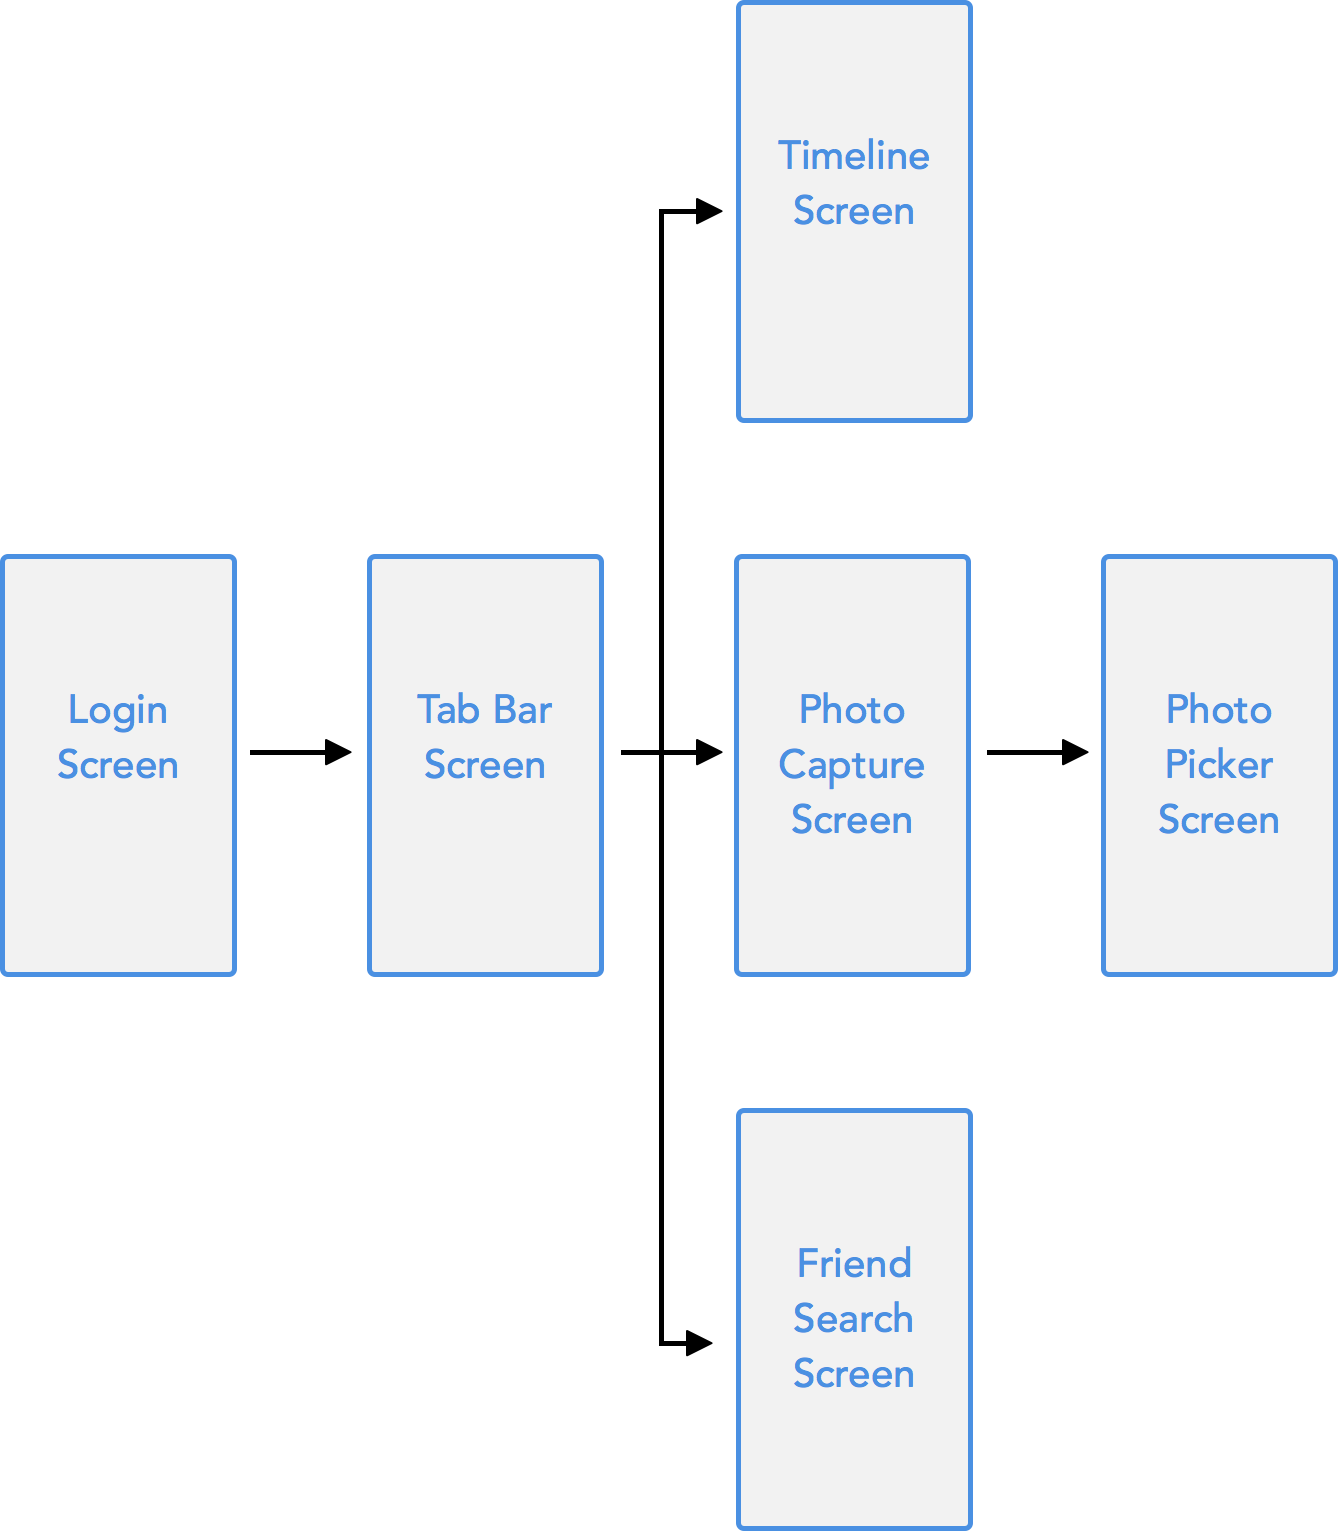 Timeline
Screen
Login
Screen
Tab Bar
Screen
Photo
Capture
Screen
Photo
Picker
Screen
Friend
Search
Screen